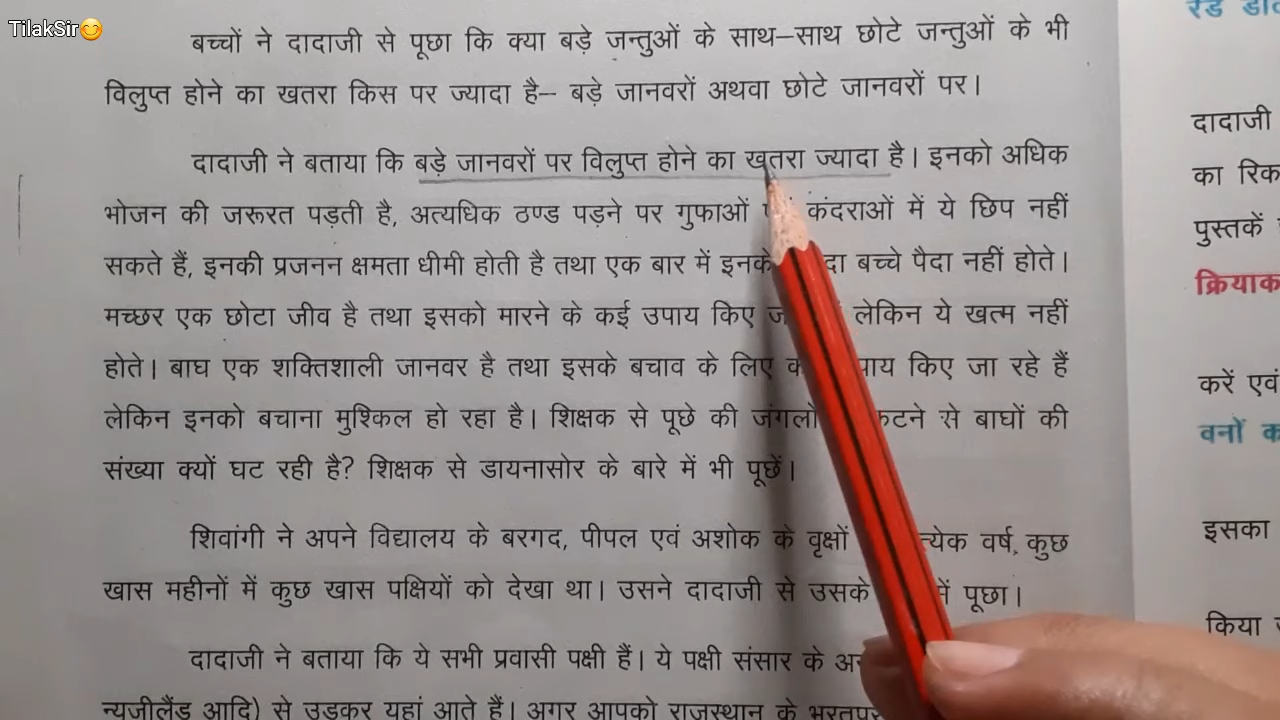 TilakSir😊
बच्चों ने दादाजी से पूछा कि क्या बड़े जन्तुओं के साथ–साथ छोटे जन्तुओं के भी
विलुप्त होने का खतरा किस पर ज्यादा है– बड़े जानवरों अथवा छोटे जानवरों पर।
दादाजी ने बताया कि बड़े जानवरों पर विलुप्त होने का खतरा ज्यादा है। इनको अधिक
भोजन की जरूरत पड़ती है, अत्यधिक ठण्ड पड़ने पर गुफाओं कंदराओं में ये छिप नहीं
सकते हैं, इनकी प्रजनन क्षमता धीमी होती है तथा एक बार में इनके बच्चे पैदा नहीं होते।
मच्छर एक छोटा जीव है तथा इसको मारने के कई उपाय किए लेकिन ये खत्म नहीं
होते। बाघ एक शक्तिशाली जानवर है तथा इसके बचाव के लिए किए जा रहे हैं
लेकिन इनको बचाना मुश्किल हो रहा है। शिक्षक से पूछे की जंगलों कटने से बाघों की
संख्या क्यों घट रही है? शिक्षक से डायनासोर के बारे में भी पूछें।
शिवांगी ने अपने विद्यालय के बरगद, पीपल एवं अशोक के वृक्षों वर्ष, कुछ
खास महीनों में कुछ खास पक्षियों को देखा था। उसने दादाजी से उसके में पूछा।
दादाजी ने बताया कि ये सभी प्रवासी पक्षी हैं। ये पक्षी संसार के
न्यूजीलैंड आदि) से उड़कर यहां आते हैं। अगर आपको राजस्थान के
रेड
दादाजी
का
पुस्तकें
करें एवं
वनों
इसका
किया